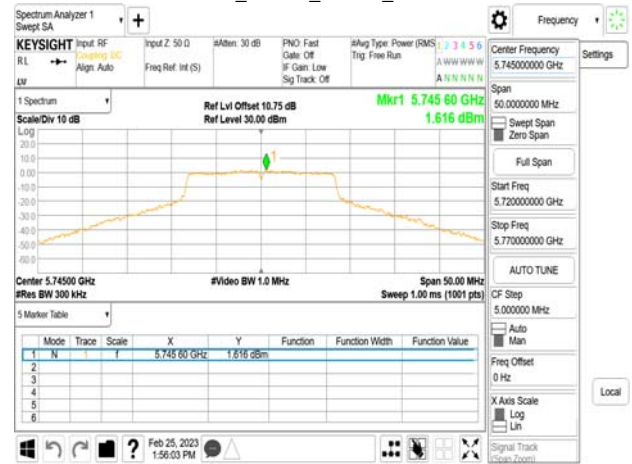 Spectrum Analyzer 1
Swept SA
Frequency
KEYSIGHT
RL
Input: RF
Coupling: DC
Align: Auto
Input Z: 50 Ω
Freq Ref: Int (S)
#Atten: 30 dB
PNO: Fast
Gate: Off
IF Gain: Low
Sig Track: Off
#Avg Type: Power (RMS
Trig: Free Run
1 2 3 4 5 6
A W W W W W
A N N N N N
1 Spectrum
Scale/Div 10 dB
Ref Lvl Offset 10.75 dB
Ref Level 30.00 dBm
Mkr1 5.745 60 GHz
1.616 dBm
Log
20.0
10.0
0.00
-10.0
-20.0
-30.0
-40.0
-50.0
-60.0
1
Center 5.74500 GHz
#Res BW 300 kHz
#Video BW 1.0 MHz
Span 50.00 MHz
Sweep 1.00 ms (1001 pts)
5 Marker Table
Mode Trace Scale X Y Function Function Width Function Value
1 N 1 f 5.745 60 GHz 1.616 dBm
2
3
4
5
6
Feb 25, 2023
1:56:03 PM
Center Frequency
5.745000000 GHz
Settings
Span
50.0000000 MHz
Swept Span
Zero Span
Full Span
Start Freq
5.720000000 GHz
Stop Freq
5.770000000 GHz
AUTO TUNE
CF Step
5.000000 MHz
Auto
Man
Freq Offset
0 Hz
X Axis Scale
Log
Lin
Local
Signal Track
(Span Zoom)